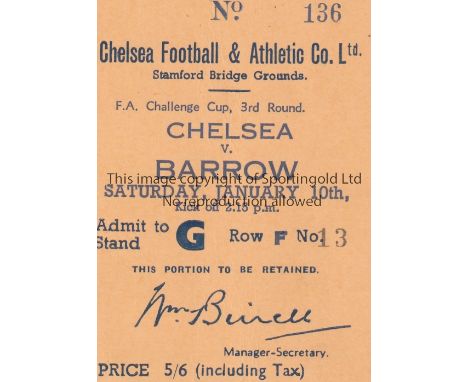 No 136
Chelsea Football & Athletic Co. Ltd.
Stamford Bridge Grounds.
F.A. Challenge Cup, 3rd Round.
CHELSEA
v.
BARROW
This image copyright of Sportingold Ltd
SATURDAY, JANUARY 10th,
No reproduction allowed
Kick off 2.15 p.m.
Admit to
Stand G Row F No. 13
THIS PORTION TO BE RETAINED.
Wm Birrell
Manager-Secretary.
PRICE 5/6 (including Tax)